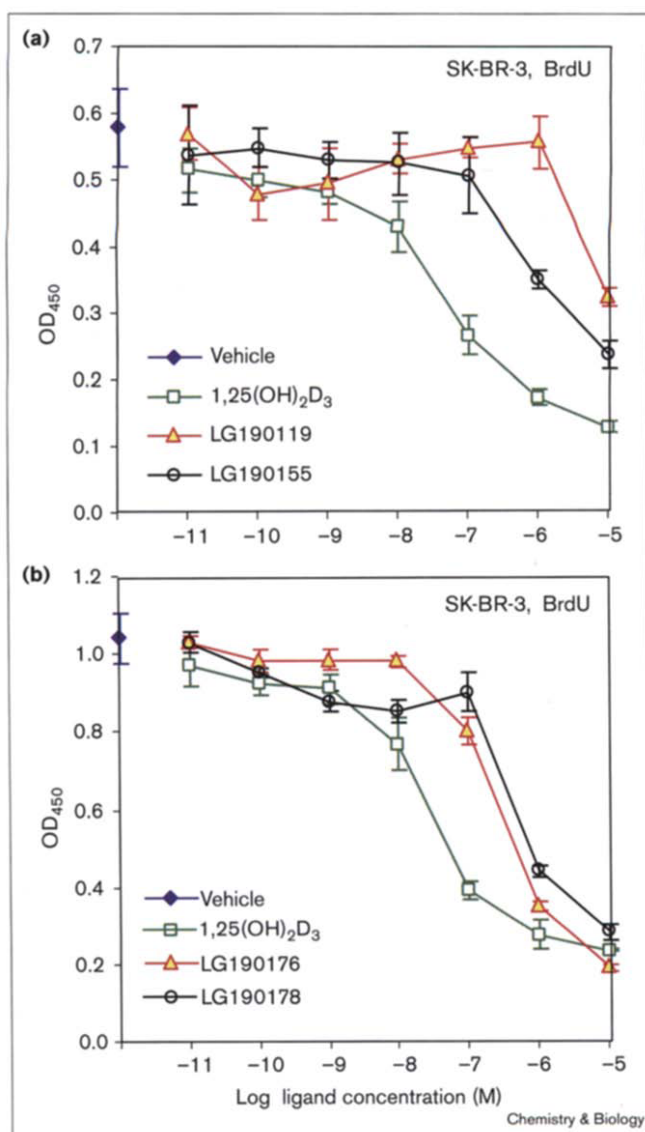 (a)
SK-BR-3, BrdU
0.7
0.6
0.5
0.4
0.3
0.2
0.1
0.0
OD450
Vehicle
1,25(OH)2D3
LG190119
LG190155
−11 −10 −9 −8 −7 −6 −5
(b)
SK-BR-3, BrdU
1.2
1.0
0.8
0.6
0.4
0.2
0.0
OD450
Vehicle
1,25(OH)2D3
LG190176
LG190178
−11 −10 −9 −8 −7 −6 −5
Log ligand concentration (M)
Chemistry & Biology